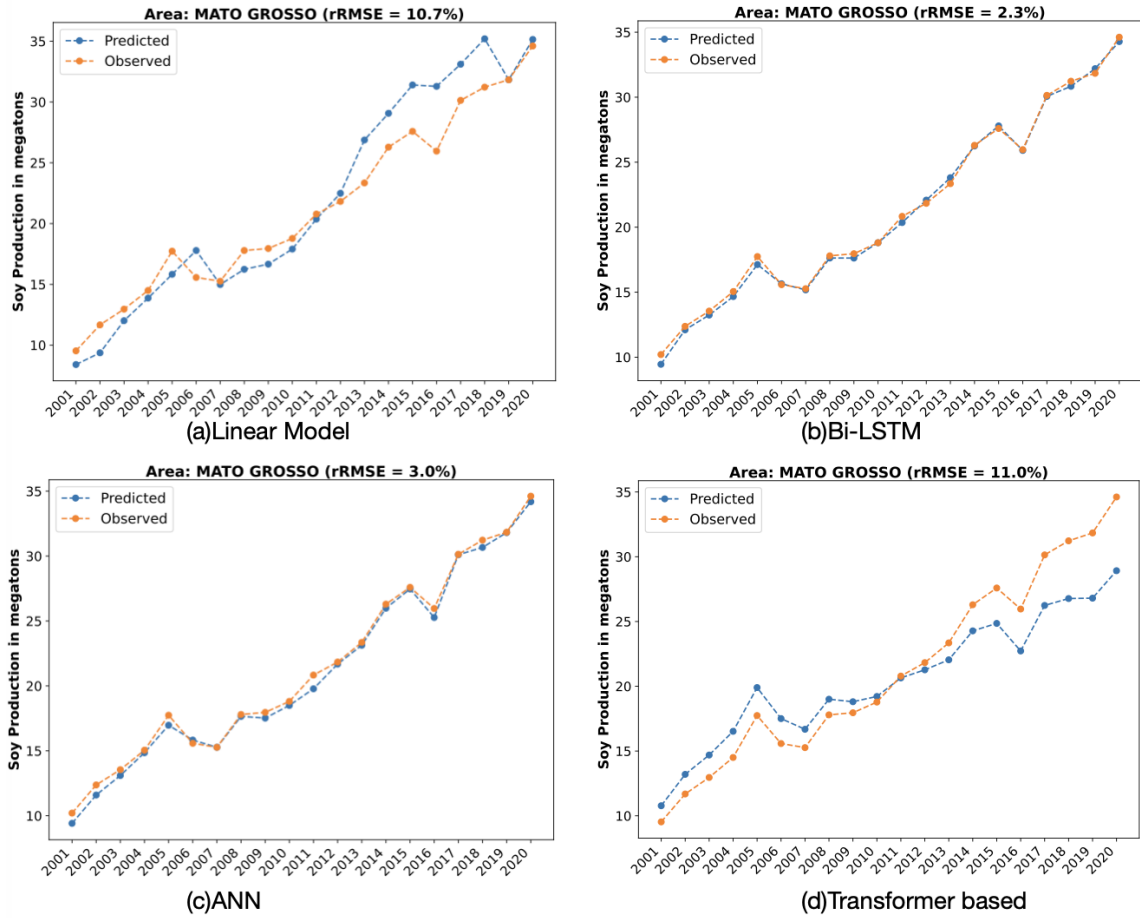 Area: MATO GROSSO (rRMSE = 10.7%)
Predicted
Observed
Soy Production in megatons
35
30
25
20
15
10
2001 2002 2003 2004 2005 2006 2007 2008 2009 2010 2011 2012 2013 2014 2015 2016 2017 2018 2019 2020
(a)Linear Model
Area: MATO GROSSO (rRMSE = 2.3%)
Predicted
Observed
Soy Production in megatons
35
30
25
20
15
10
2001 2002 2003 2004 2005 2006 2007 2008 2009 2010 2011 2012 2013 2014 2015 2016 2017 2018 2019 2020
(b)Bi-LSTM
Area: MATO GROSSO (rRMSE = 3.0%)
Predicted
Observed
Soy Production in megatons
35
30
25
20
15
10
2001 2002 2003 2004 2005 2006 2007 2008 2009 2010 2011 2012 2013 2014 2015 2016 2017 2018 2019 2020
(c)ANN
Area: MATO GROSSO (rRMSE = 11.0%)
Predicted
Observed
Soy Production in megatons
35
30
25
20
15
10
2001 2002 2003 2004 2005 2006 2007 2008 2009 2010 2011 2012 2013 2014 2015 2016 2017 2018 2019 2020
(d)Transformer based